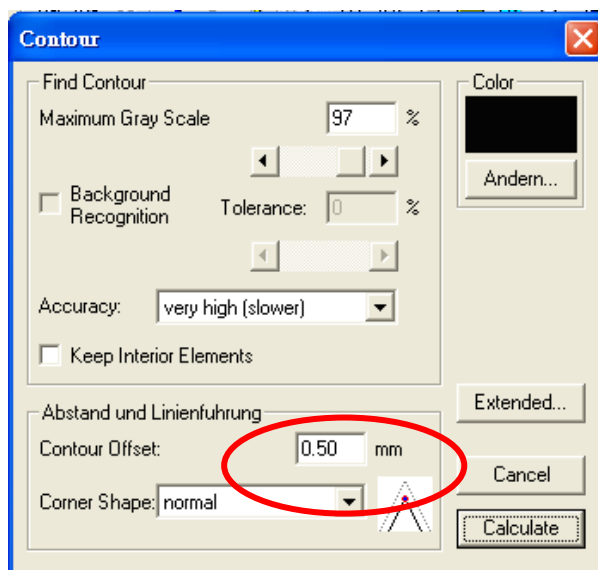 Contour
Find Contour
Maximum Gray Scale 97 %
Background Recognition
Tolerance: 0 %
Accuracy: very high (slower)
Keep Interior Elements
Color
Andern...
Abstand und Linienfuhrung
Contour Offset: 0.50 mm
Corner Shape: normal
Extended...
Cancel
Calculate